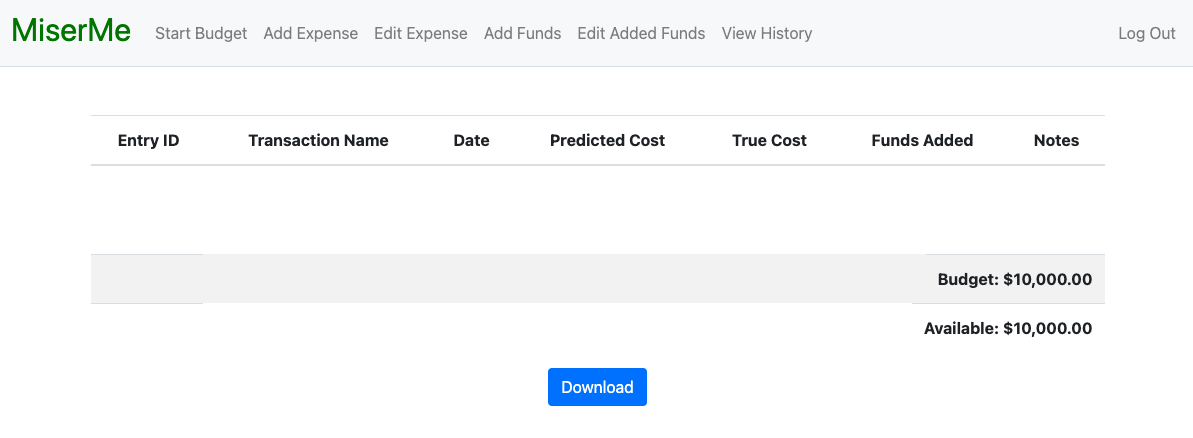 MiserMe Start Budget Add Expense Edit Expense Add Funds Edit Added Funds View History Log Out
Entry ID Transaction Name Date Predicted Cost True Cost Funds Added Notes
Budget: $10,000.00
Available: $10,000.00
Download